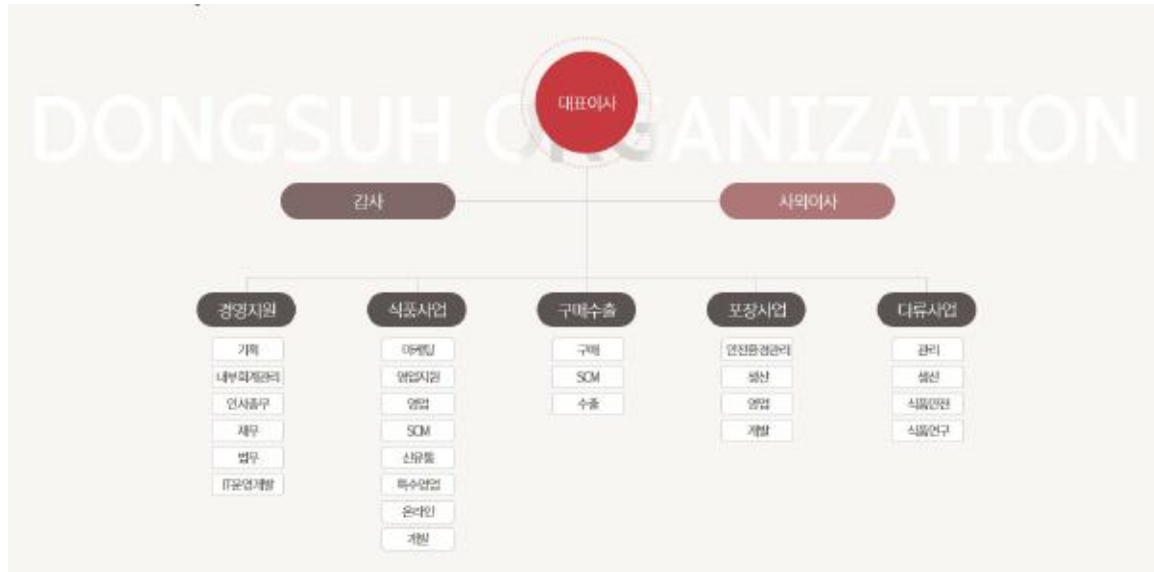 DONGSUH ORGANIZATION
대표이사
감사
사외이사
경영지원
식품사업
구매수출
포장사업
다류사업
기획
내부회계관리
인사총무
재무
법무
IT운영개발
마케팅
영업지원
영업
SCM
신유통
특수영업
온라인
개발
구매
SCM
수출
안전환경관리
생산
영업
개발
관리
생산
식품안전
식품연구